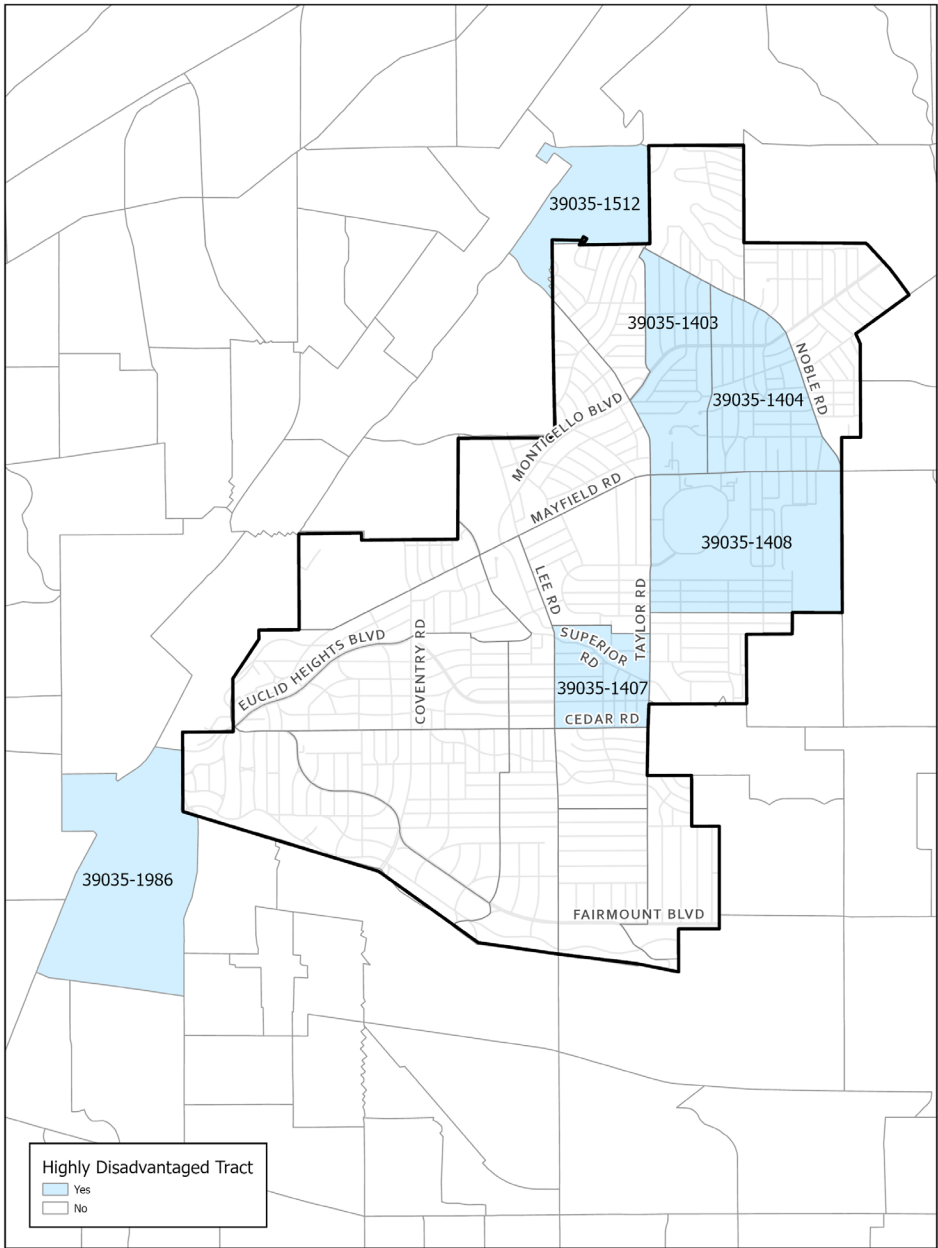 39035-1512
39035-1403
NOBLE RD
39035-1404
MONTICELLO BLVD
MAYFIELD RD
39035-1408
LEE RD
TAYLOR RD
COVENTRY RD
SUPERIOR
RD
EUCLID HEIGHTS BLVD
39035-1407
CEDAR RD
39035-1986
FAIRMOUNT BLVD
Highly Disadvantaged Tract
Yes
No